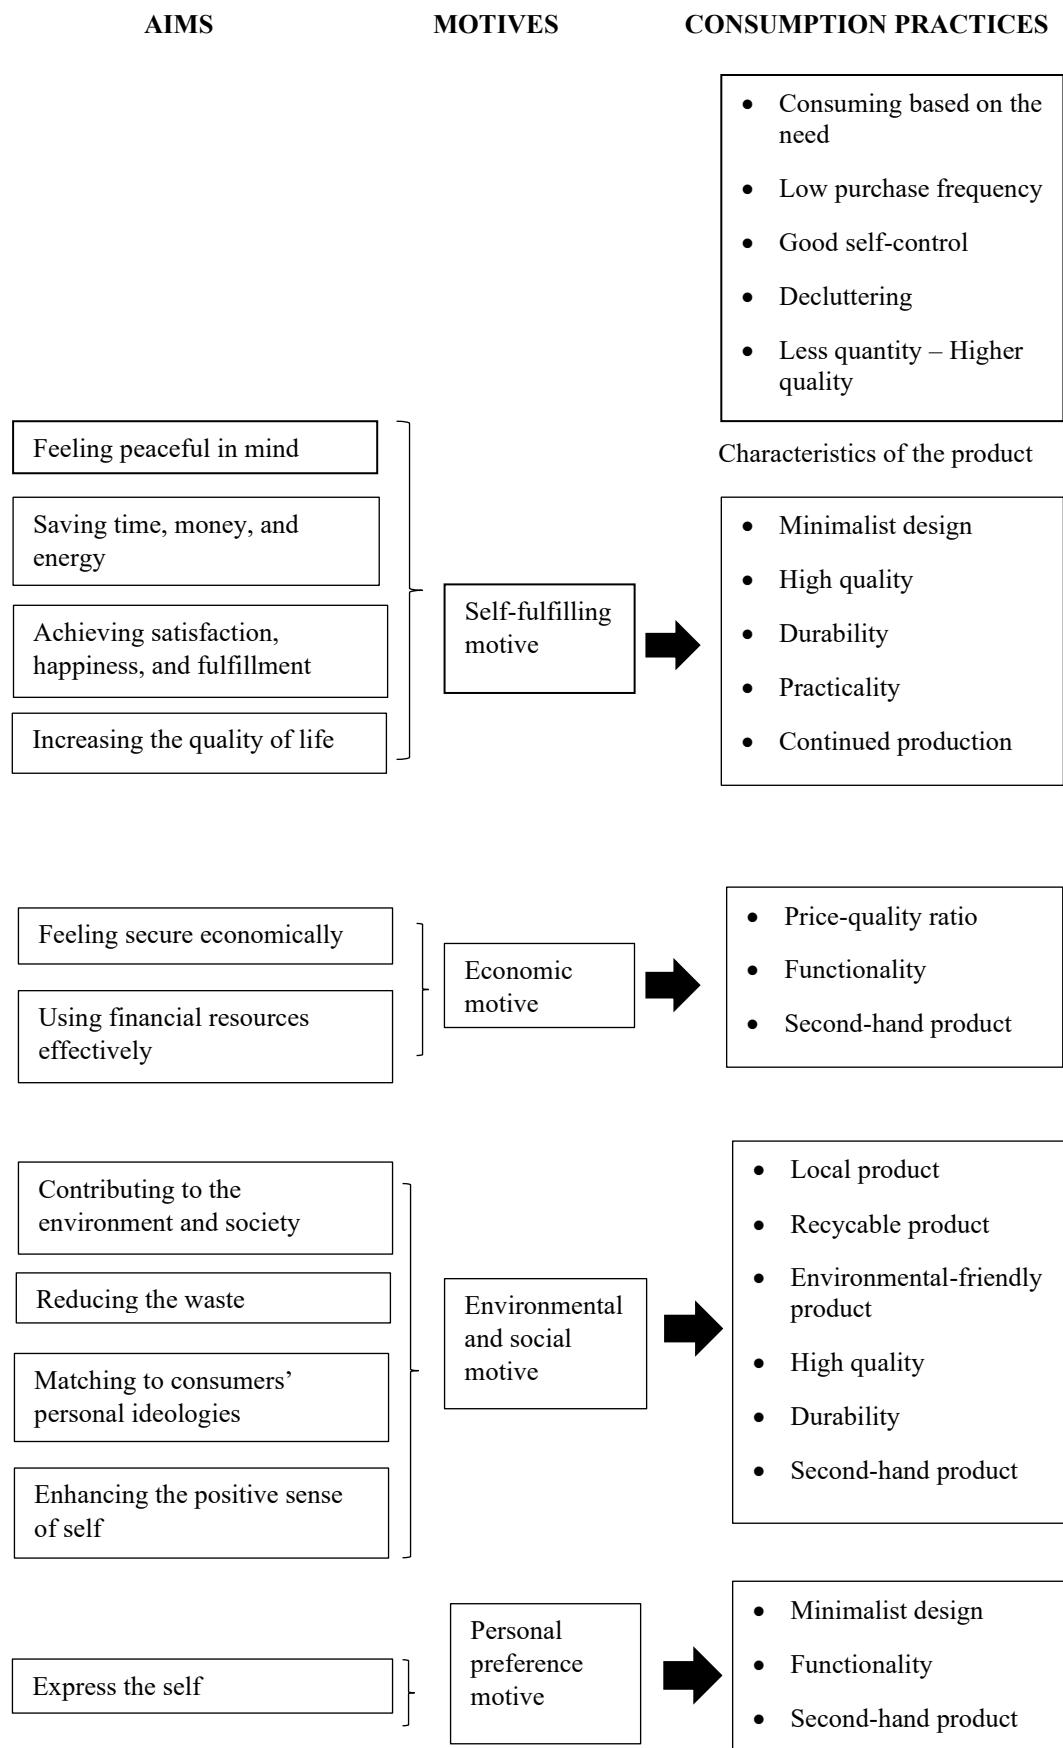 AIMS MOTIVES CONSUMPTION PRACTICES
• Consuming based on the
need
• Low purchase frequency
• Good self-control
• Decluttering
• Less quantity – Higher
quality
Characteristics of the product
Feeling peaceful in mind
Saving time, money, and
energy
Achieving satisfaction,
happiness, and fulfillment
Increasing the quality of life
Self-fulfilling
motive
• Minimalist design
• High quality
• Durability
• Practicality
• Continued production
Feeling secure economically
Using financial resources
effectively
Economic
motive
• Price-quality ratio
• Functionality
• Second-hand product
Contributing to the
environment and society
Reducing the waste
Matching to consumers’
personal ideologies
Enhancing the positive sense
of self
Environmental
and social
motive
• Local product
• Recycable product
• Environmental-friendly
product
• High quality
• Durability
• Second-hand product
Express the self
Personal
preference
motive
• Minimalist design
• Functionality
• Second-hand product